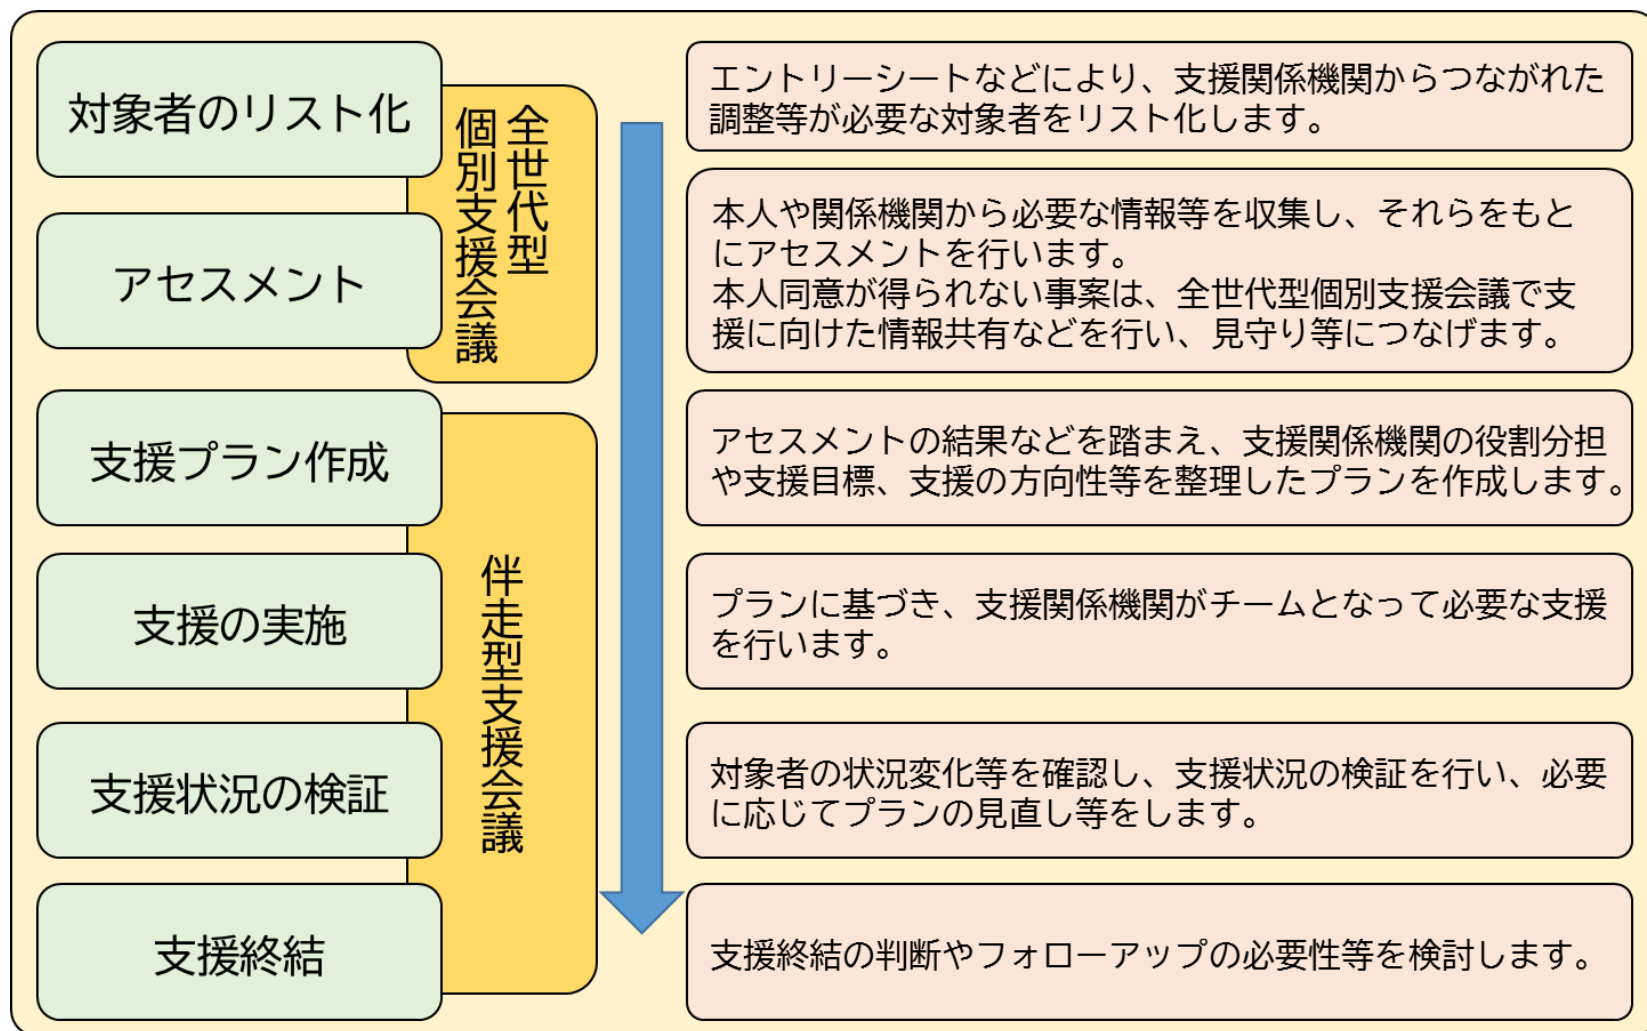 対象者のリスト化
全世代型
個別支援会議
エントリーシートなどにより、支援関係機関からつながれた
調整等が必要な対象者をリスト化します。
アセスメント
本人や関係機関から必要な情報等を収集し、それらをもと
にアセスメントを行います。
本人同意が得られない事案は、全世代型個別支援会議で支
援に向けた情報共有などを行い、見守り等につなげます。
支援プラン作成
アセスメントの結果などを踏まえ、支援関係機関の役割分担
や支援目標、支援の方向性等を整理したプランを作成します。
伴走型支援会議
支援の実施
プランに基づき、支援関係機関がチームとなって必要な支援
を行います。
支援状況の検証
対象者の状況変化等を確認し、支援状況の検証を行い、必要
に応じてプランの見直し等をします。
支援終結
支援終結の判断やフォローアップの必要性等を検討します。